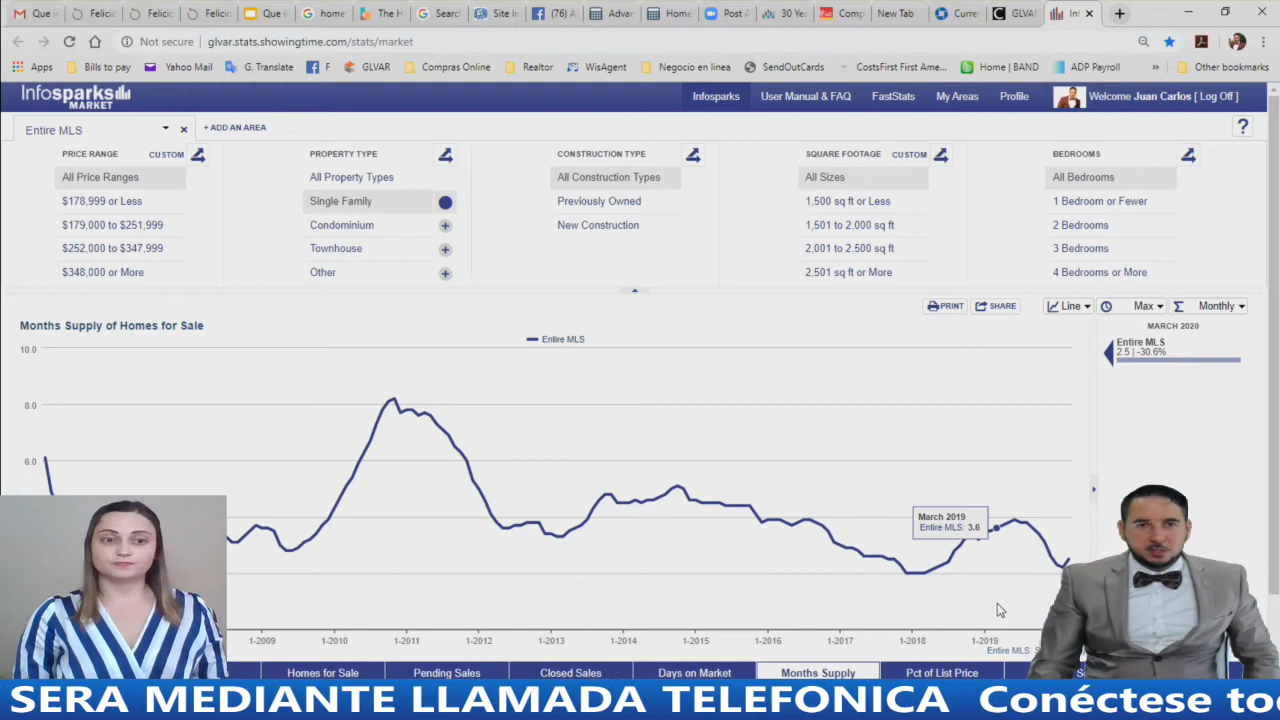 Que i
Felicio
Felicio
Felicio
Que i
home
The H
Searc
Site In
(76) A
Advan
Home
Post A
30 Yea
Comp
New Tab
Curre
GLVAR
Inf
Not secure | glvar.stats.showingtime.com/stats/market
Apps
Bills to pay
Yahoo Mail
G. Translate
F
GLVAR
Compras Online
Realtor
WisAgent
Negocio en linea
SendOutCards
CostsFirst First Ame...
Home | BAND
ADP Payroll
»
Other bookmarks
Infosparks
MARKET
Infosparks
User Manual & FAQ
FastStats
My Areas
Profile
Welcome Juan Carlos [ Log Off ]
Entire MLS
+ ADD AN AREA
?
PRICE RANGE CUSTOM
All Price Ranges
$178,999 or Less
$179,000 to $251,999
$252,000 to $347,999
$348,000 or More
PROPERTY TYPE
All Property Types
Single Family
Condominium
Townhouse
Other
CONSTRUCTION TYPE
All Construction Types
Previously Owned
New Construction
SQUARE FOOTAGE CUSTOM
All Sizes
1,500 sq ft or Less
1,501 to 2,000 sq ft
2,001 to 2,500 sq ft
2,501 sq ft or More
BEDROOMS
All Bedrooms
1 Bedroom or Fewer
2 Bedrooms
3 Bedrooms
4 Bedrooms or More
PRINT
SHARE
Line
Max
Σ Monthly
Months Supply of Homes for Sale
Entire MLS
MARCH 2020
Entire MLS
2.5 | -30.6%
10.0
8.0
6.0
March 2019
Entire MLS: 3.6
1-2009 1-2010 1-2011 1-2012 1-2013 1-2014 1-2015 1-2016 1-2017 1-2018 1-2019
Entire MLS: S
Homes for Sale
Pending Sales
Closed Sales
Days on Market
Months Supply
Pct of List Price
SERA MEDIANTE LLAMADA TELEFONICA Conéctese to